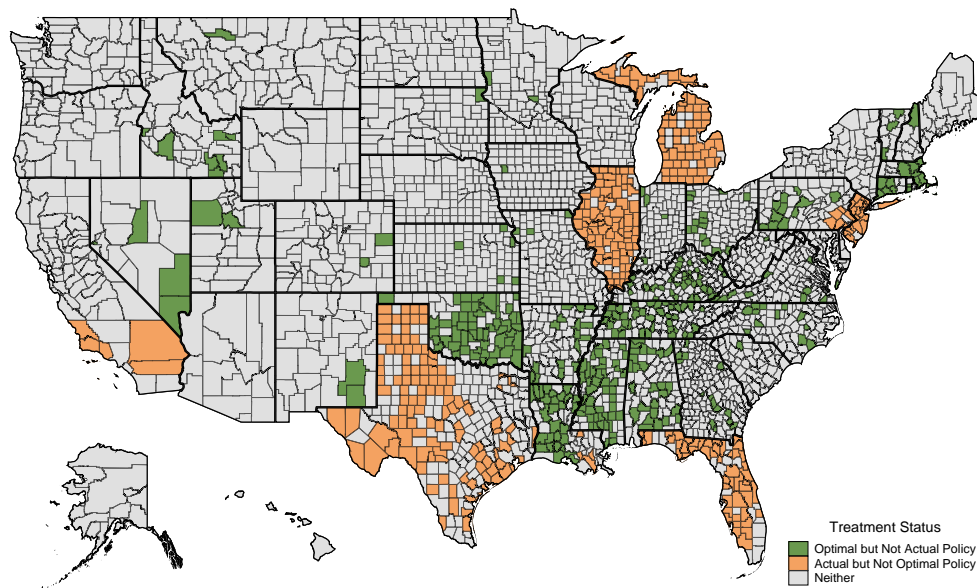 Treatment Status
Optimal but Not Actual Policy
Actual but Not Optimal Policy
Neither